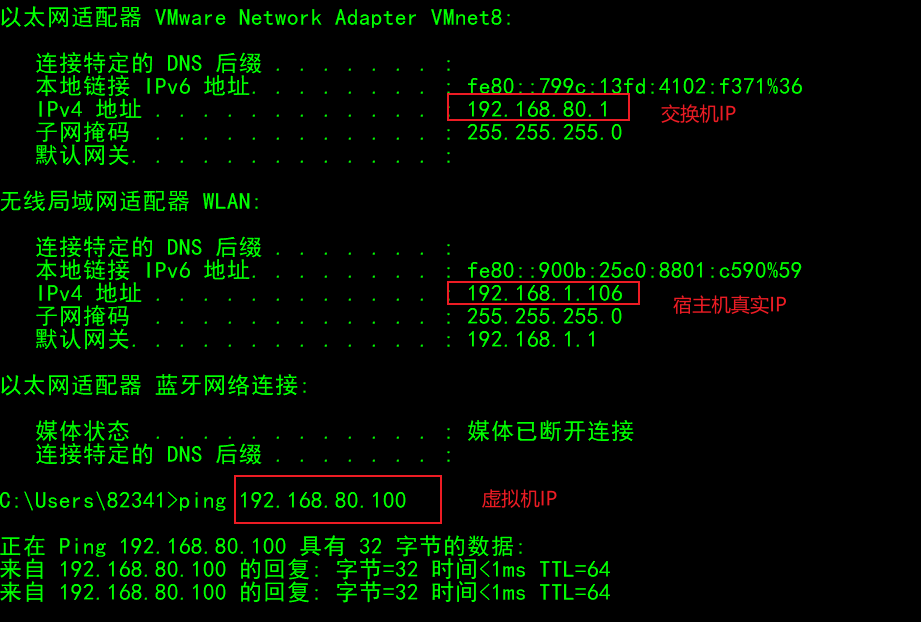 以太网适配器 VMware Network Adapter VMnet8:
连接特定的 DNS 后缀 . . . . . . . :
本地链接 IPv6 地址. . . . . . . . : fe80::799c:13fd:4102:f371%36
IPv4 地址 . . . . . . . . . . . . : 192.168.80.1 交换机IP
子网掩码 . . . . . . . . . . . . : 255.255.255.0
默认网关. . . . . . . . . . . . . :
无线局域网适配器 WLAN:
连接特定的 DNS 后缀 . . . . . . . :
本地链接 IPv6 地址. . . . . . . . : fe80::900b:25c0:8801:c590%59
IPv4 地址 . . . . . . . . . . . . : 192.168.1.106 宿主机真实IP
子网掩码 . . . . . . . . . . . . : 255.255.255.0
默认网关. . . . . . . . . . . . . : 192.168.1.1
以太网适配器 蓝牙网络连接:
媒体状态 . . . . . . . . . . . . : 媒体已断开连接
连接特定的 DNS 后缀 . . . . . . . :
C:\Users\82341>ping 192.168.80.100 虚拟机IP
正在 Ping 192.168.80.100 具有 32 字节的数据:
来自 192.168.80.100 的回复: 字节=32 时间<1ms TTL=64
来自 192.168.80.100 的回复: 字节=32 时间<1ms TTL=64